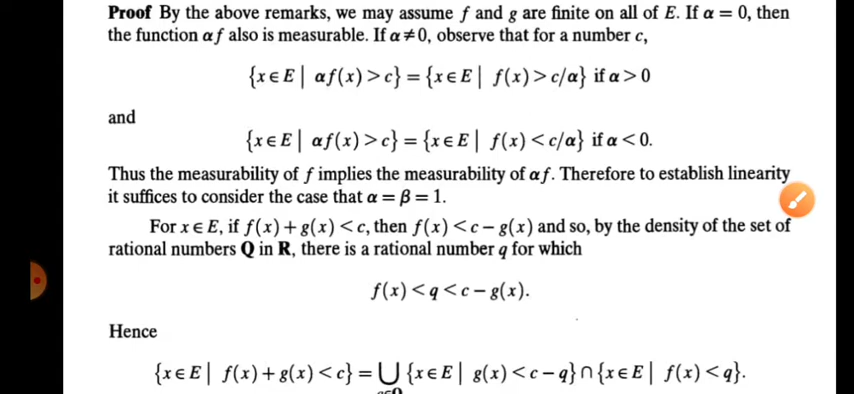 Proof By the above remarks, we may assume f and g are finite on all of E. If α = 0, then
the function αf also is measurable. If α≠0, observe that for a number c,
{x∈E| αf(x)>c} = {x∈E| f(x)>c/α} if α>0
and
{x∈E| αf(x)>c} = {x∈E| f(x)<c/α} if α<0.
Thus the measurability of f implies the measurability of αf. Therefore to establish linearity
it suffices to consider the case that α = β = 1.
For x∈E, if f(x)+g(x)<c, then f(x)<c−g(x) and so, by the density of the set of
rational numbers Q in R, there is a rational number q for which
f(x)<q<c−g(x).
Hence
{x∈E| f(x)+g(x)<c} = ⋃ {x∈E| g(x)<c−q}∩{x∈E| f(x)<q}.